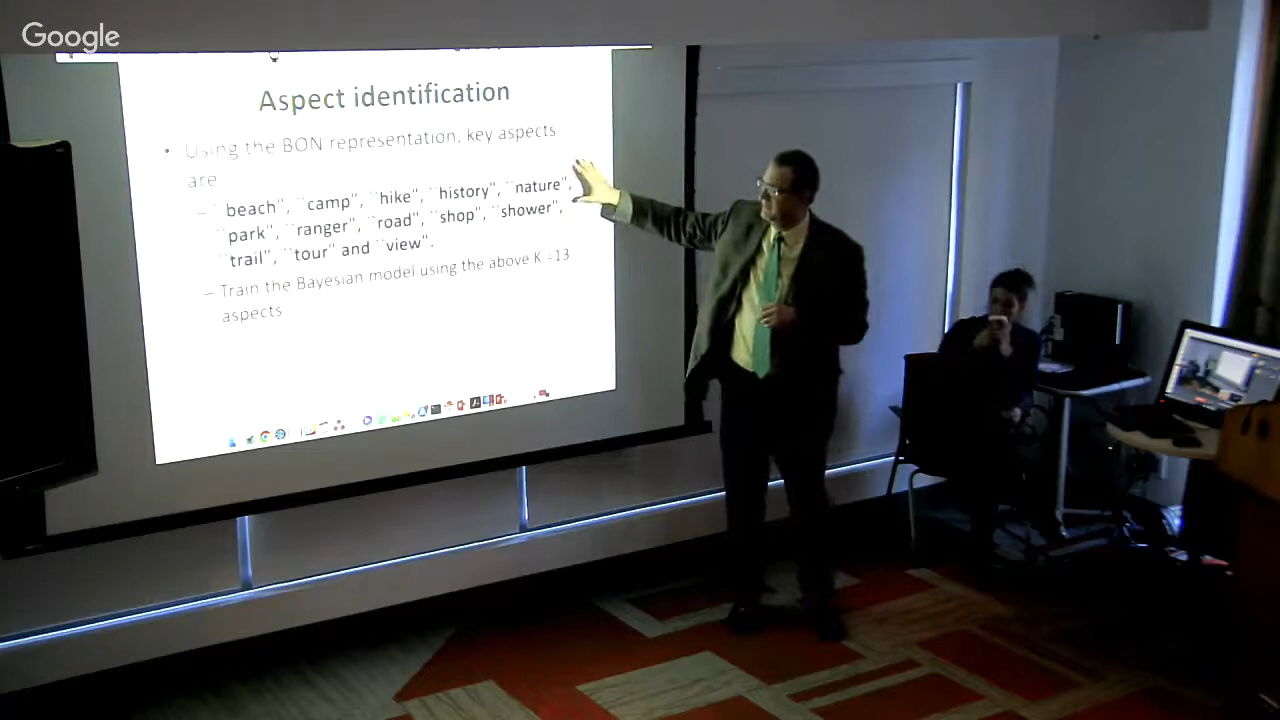 Google
Aspect identification
• Using the BON representation, key aspects
are
– ``beach", ``camp", ``hike", ``history", ``nature",
``park", ``ranger", ``road", ``shop", ``shower",
``trail", ``tour" and ``view".
– Train the Bayesian model using the above K =13
aspects